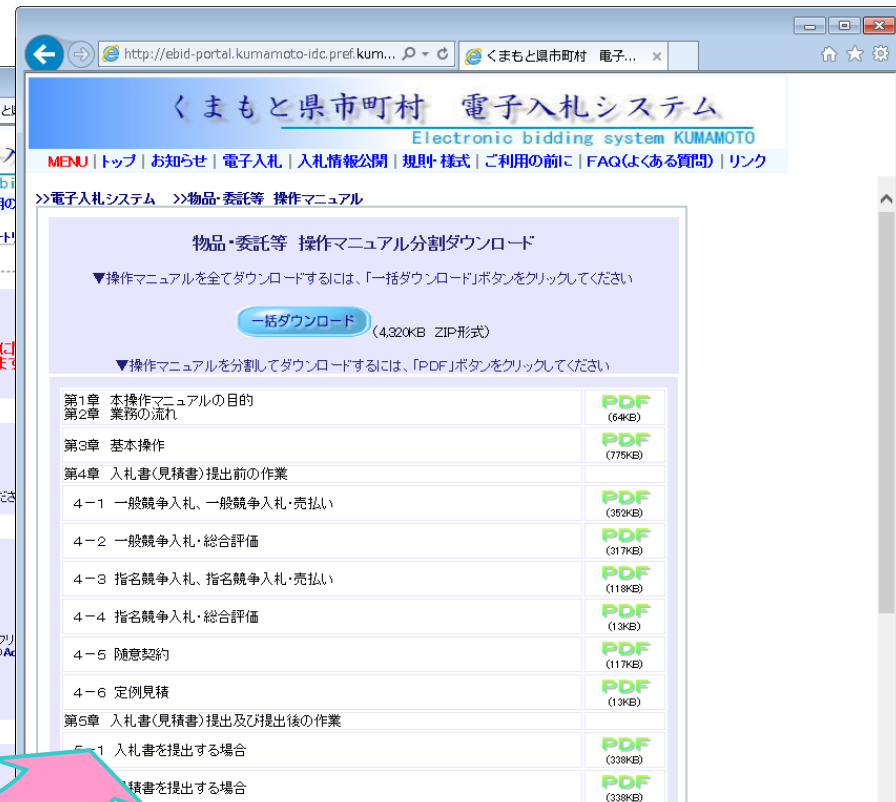 http://ebid-portal.kumamoto-idc.pref.kum...
くまもと県市町村 電子...
くまもと県市町村 電子入札システム
Electronic bidding system KUMAMOTO
MENU | トップ | お知らせ | 電子入札 | 入札情報公開 | 規則・様式 | ご利用の前に | FAQ(よくある質問) | リンク
>>電子入札システム >>物品・委託等 操作マニュアル
物品・委託等 操作マニュアル分割ダウンロード
▼操作マニュアルを全てダウンロードするには、「一括ダウンロード」ボタンをクリックしてください
一括ダウンロード (4,320KB ZIP形式)
▼操作マニュアルを分割してダウンロードするには、「PDF」ボタンをクリックしてください
第1章 本操作マニュアルの目的
第2章 業務の流れ
PDF
(64KB)
第3章 基本操作
PDF
(775KB)
第4章 入札書(見積書)提出前の作業
4-1 一般競争入札、一般競争入札・売払い
PDF
(352KB)
4-2 一般競争入札・総合評価
PDF
(317KB)
4-3 指名競争入札、指名競争入札・売払い
PDF
(118KB)
4-4 指名競争入札・総合評価
PDF
(13KB)
4-5 随意契約
PDF
(117KB)
4-6 定例見積
PDF
(13KB)
第5章 入札書(見積書)提出及び提出後の作業
5-1 入札書を提出する場合
PDF
(338KB)
積書を提出する場合
PDF
(338KB)